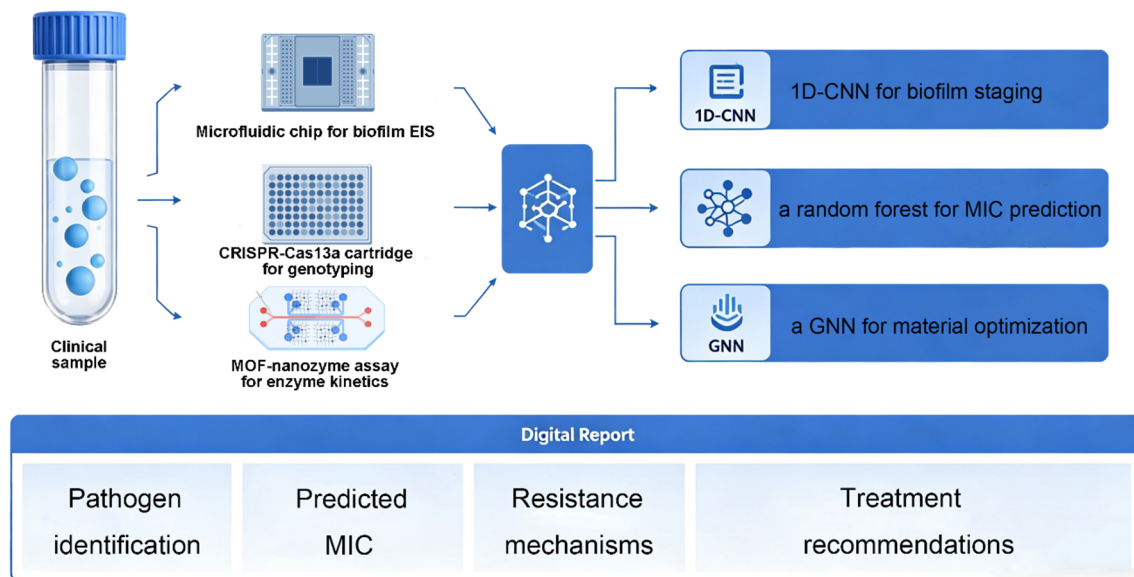 Microfluidic chip for biofilm EIS
CRISPR-Cas13a cartridge
for genotyping
MOF-nanozyme assay
for enzyme kinetics
Clinical
sample
1D-CNN
1D-CNN for biofilm staging
a random forest for MIC prediction
GNN
a GNN for material optimization
Digital Report
Pathogen
identification
Predicted
MIC
Resistance
mechanisms
Treatment
recommendations